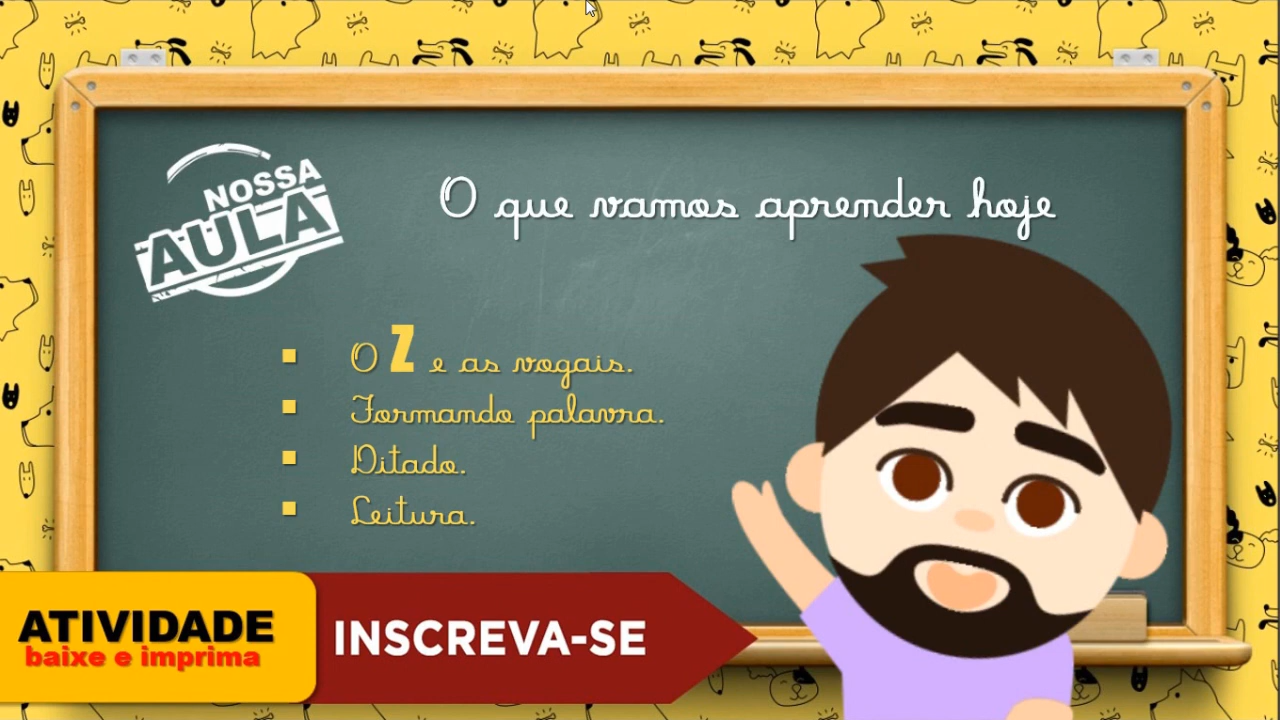 NOSSA
AULA
O que vamos aprender hoje
O Z e as vogais.
Formando palavra.
Ditado.
Leitura.
ATIVIDADE
baixe e imprima
INSCREVA-SE